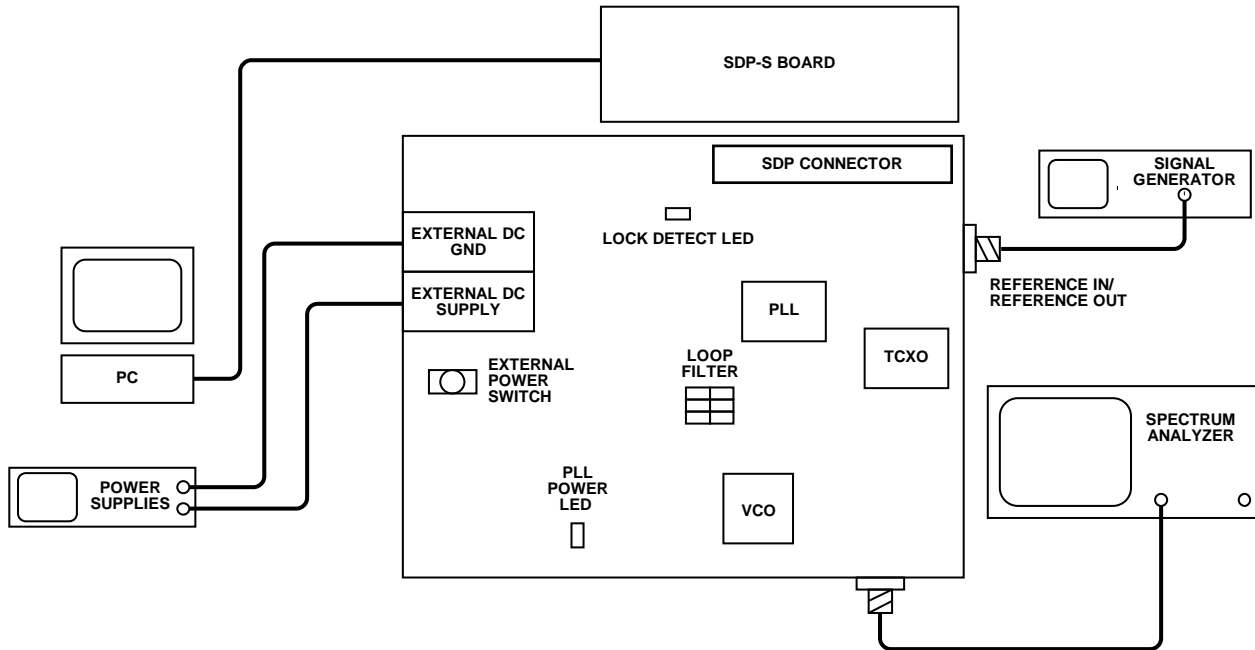 SDP-S BOARD
SDP CONNECTOR
SIGNAL
GENERATOR
EXTERNAL DC
GND
LOCK DETECT LED
EXTERNAL DC
SUPPLY
REFERENCE IN/
REFERENCE OUT
PLL
TCXO
LOOP
FILTER
PC
EXTERNAL
POWER
SWITCH
SPECTRUM
ANALYZER
POWER
SUPPLIES
PLL
POWER
LED
VCO